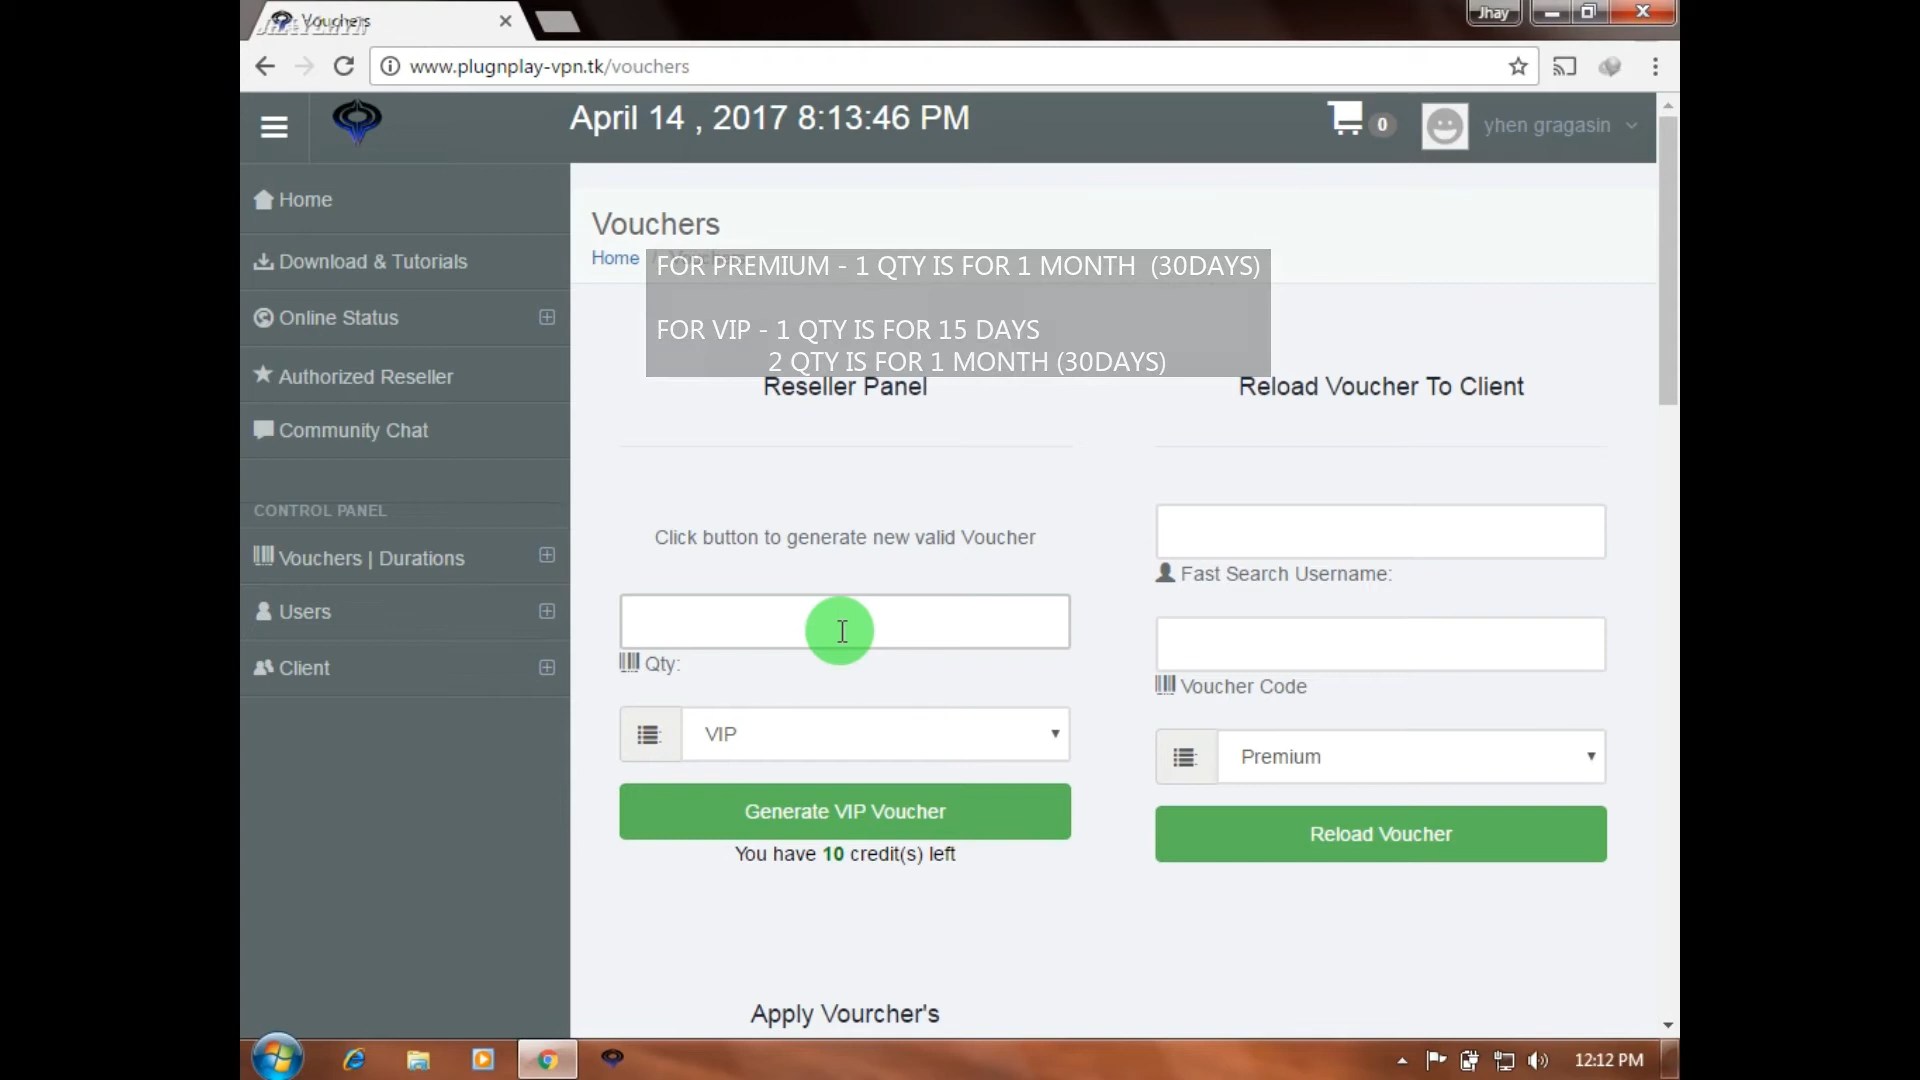 Vouchers
Jhay
www.plugnplay-vpn.tk/vouchers
April 14 , 2017 8:13:46 PM
0
yhen gragasin
Home
Download & Tutorials
Online Status
Authorized Reseller
Community Chat
CONTROL PANEL
Vouchers | Durations
Users
Client
Vouchers
Home /
FOR PREMIUM - 1 QTY IS FOR 1 MONTH (30DAYS)
FOR VIP - 1 QTY IS FOR 15 DAYS
2 QTY IS FOR 1 MONTH (30DAYS)
Reseller Panel
Click button to generate new valid Voucher
Qty:
VIP
Generate VIP Voucher
You have 10 credit(s) left
Apply Vourcher's
Reload Voucher To Client
Fast Search Username:
Voucher Code
Premium
Reload Voucher
12:12 PM